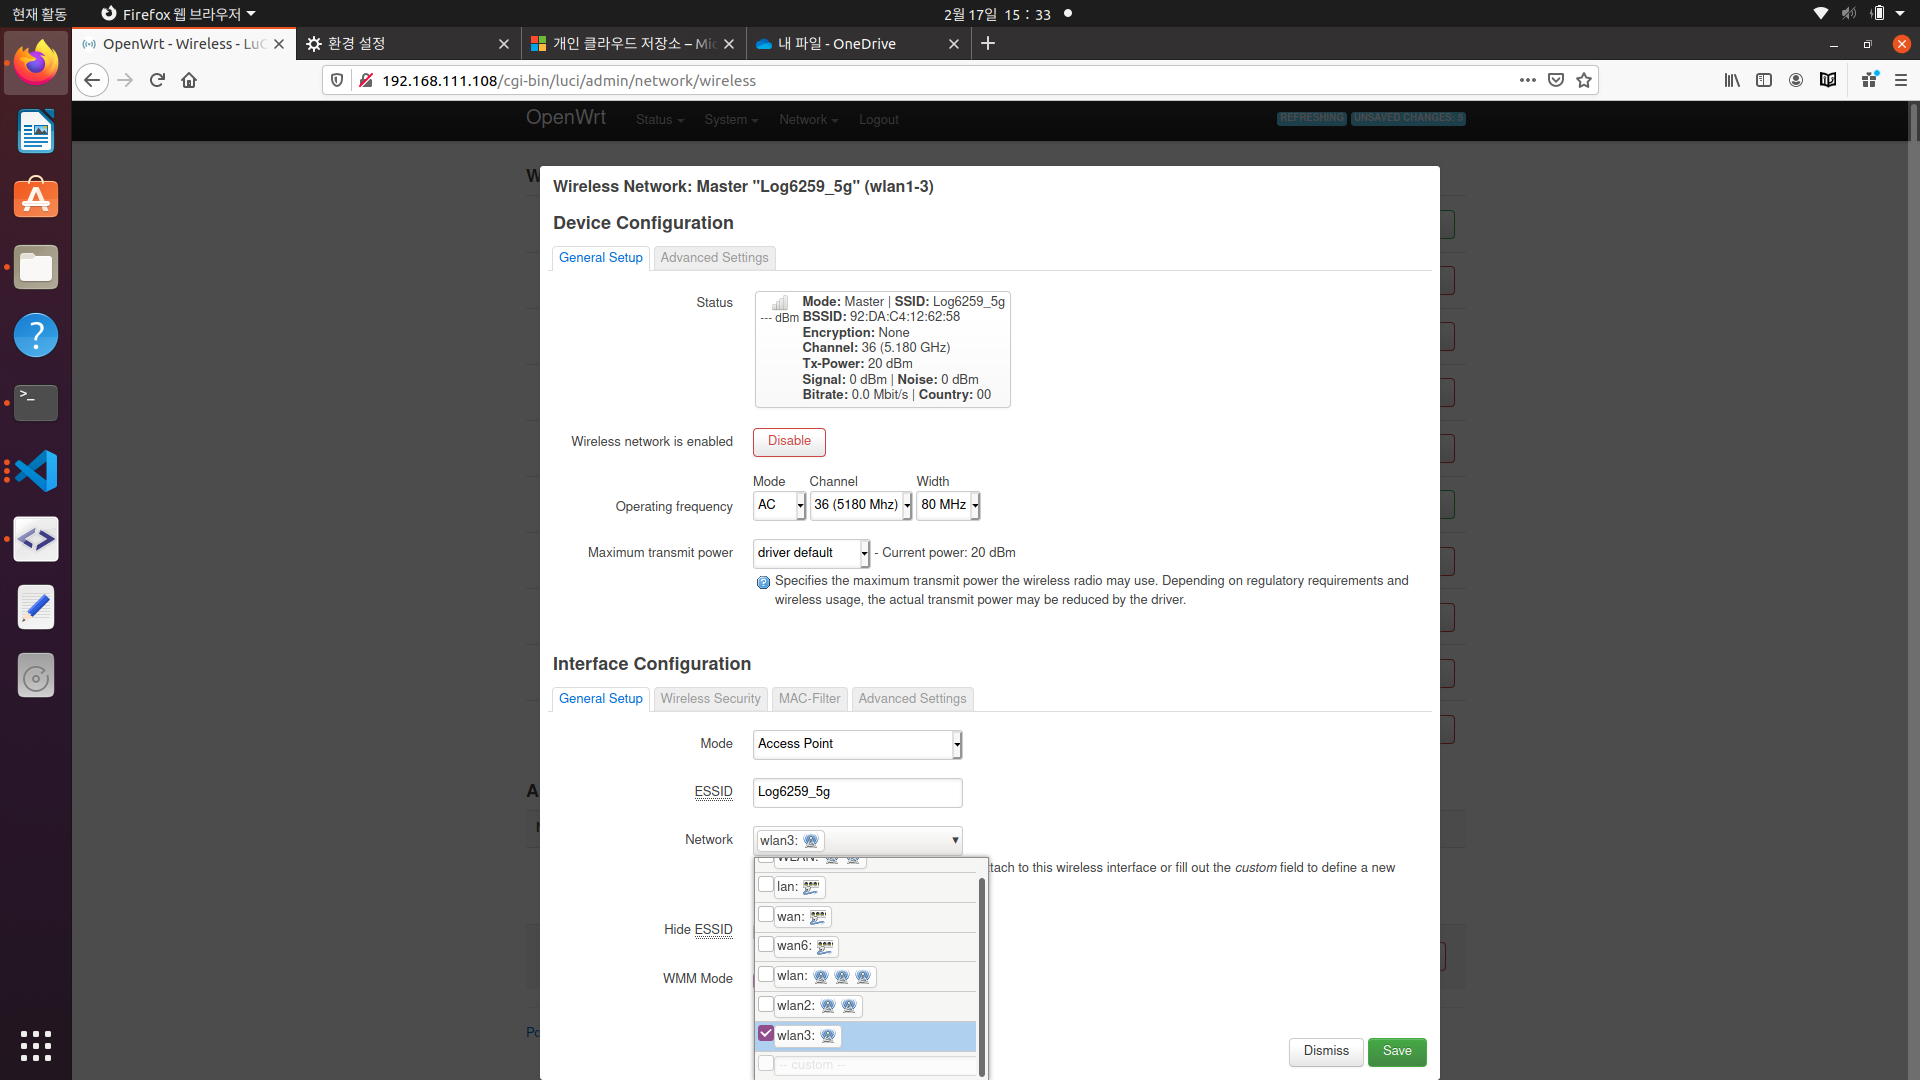 현재 활동
Firefox 웹 브라우저
2월 17일 15 : 33
OpenWrt - Wireless - LuC
환경 설정
개인 클라우드 저장소 – Mic
내 파일 - OneDrive
192.168.111.108/cgi-bin/luci/admin/network/wireless
OpenWrt Status System Network Logout
REFRESHING UNSAVED CHANGES: 5
Wireless Network: Master "Log6259_5g" (wlan1-3)
Device Configuration
General Setup Advanced Settings
Status
Mode: Master | SSID: Log6259_5g
--- dBm BSSID: 92:DA:C4:12:62:58
Encryption: None
Channel: 36 (5.180 GHz)
Tx-Power: 20 dBm
Signal: 0 dBm | Noise: 0 dBm
Bitrate: 0.0 Mbit/s | Country: 00
Wireless network is enabled Disable
Mode Channel Width
Operating frequency AC 36 (5180 Mhz) 80 MHz
Maximum transmit power driver default - Current power: 20 dBm
Specifies the maximum transmit power the wireless radio may use. Depending on regulatory requirements and
wireless usage, the actual transmit power may be reduced by the driver.
Interface Configuration
General Setup Wireless Security MAC-Filter Advanced Settings
Mode Access Point
ESSID Log6259_5g
Network wlan3:
WLAN:
tach to this wireless interface or fill out the custom field to define a new
lan:
wan:
Hide ESSID
wan6:
WMM Mode
wlan:
wlan2:
wlan3:
-- custom --
Dismiss Save